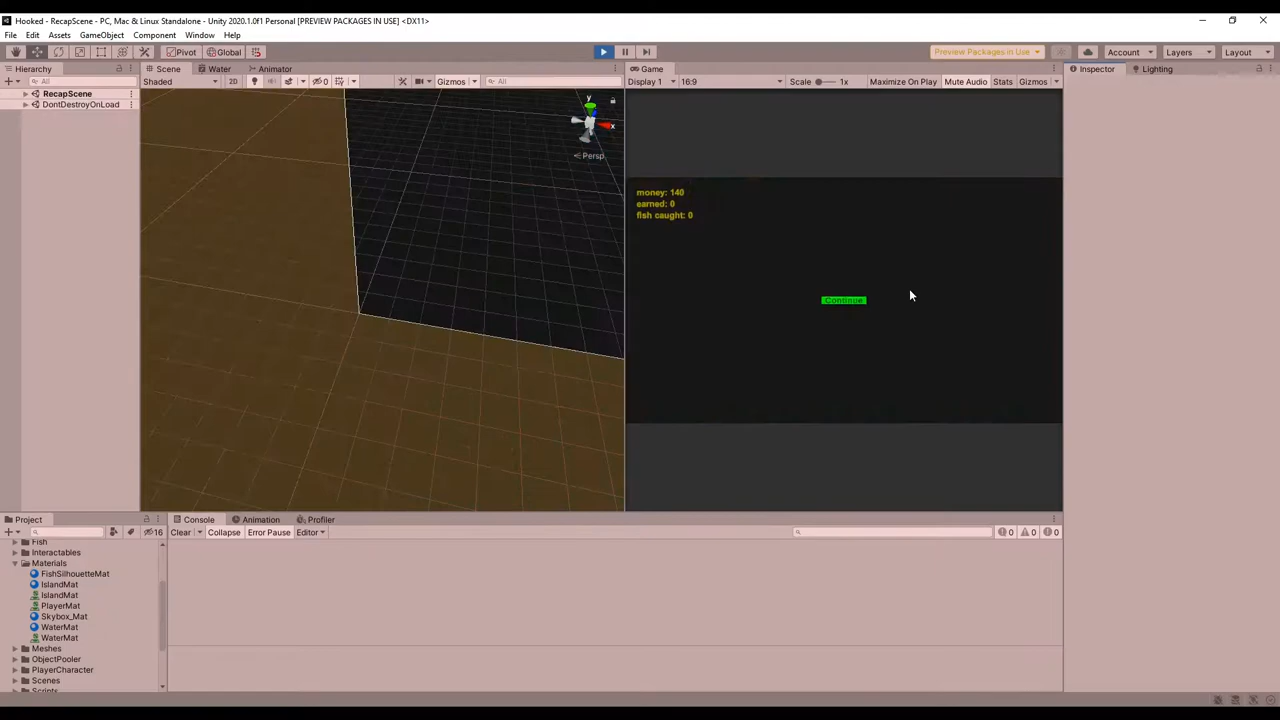 Hooked - RecapScene - PC, Mac & Linux Standalone - Unity 2020.1.0f1 Personal [PREVIEW PACKAGES IN USE] <DX11>
File Edit Assets GameObject Component Window Help
Pivot Global Preview Packages in Use Account Layers Layout
Hierarchy Scene Water Animator Game Inspector Lighting
All Shaded 2D 0 Gizmos All Display 1 16:9 Scale 1x Maximize On Play Mute Audio Stats Gizmos
RecapScene
DontDestroyOnLoad
y
x
Persp
money: 140
earned: 0
fish caught: 0
Continue
Project Console Animation Profiler
16 Clear Collapse Error Pause Editor 0 0 0
Fish
Interactables
Materials
FishSilhouetteMat
IslandMat
IslandMat
PlayerMat
Skybox_Mat
WaterMat
WaterMat
Meshes
ObjectPooler
PlayerCharacter
Scenes
Scripts